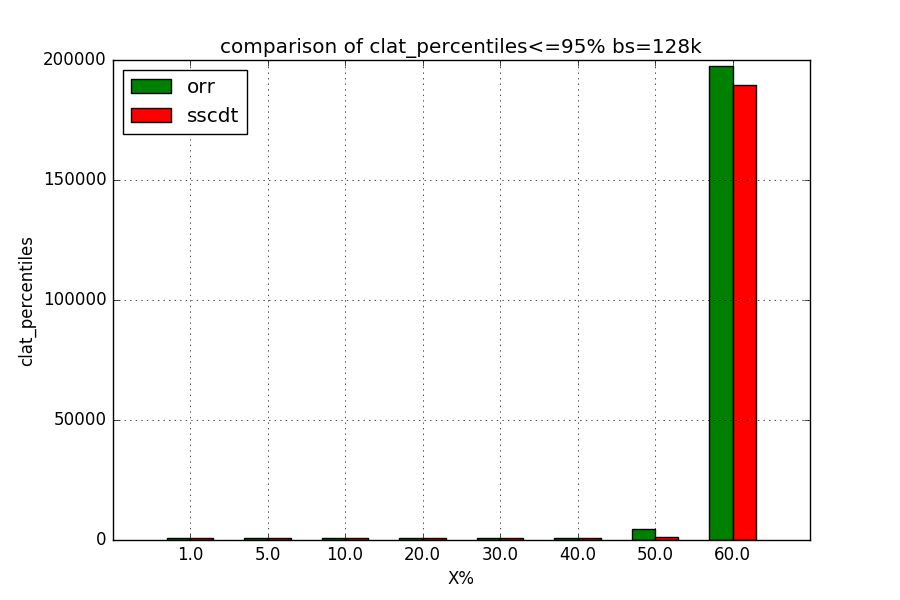 comparison of clat_percentiles<=95% bs=128k
200000
150000
100000
50000
0
clat_percentiles
orr
sscdt
1.0 5.0 10.0 20.0 30.0 40.0 50.0 60.0
X%